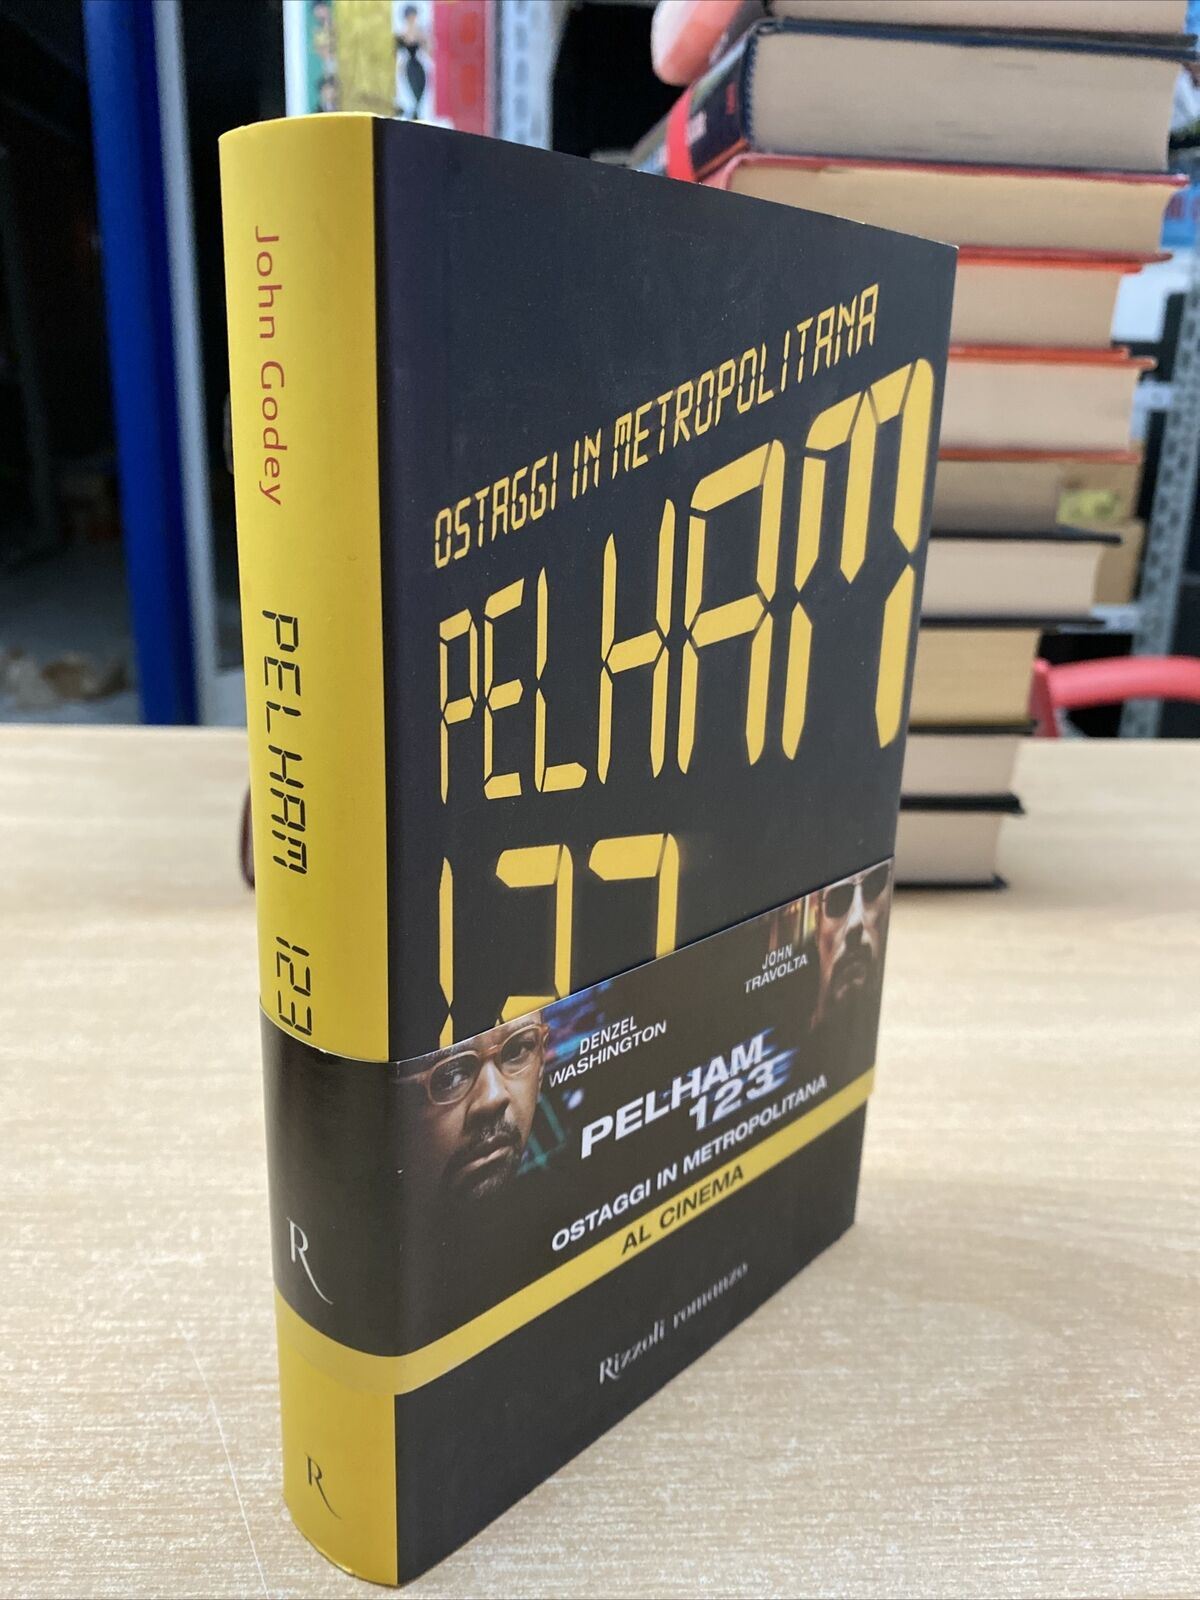 John Godey
PELHAM 123
R
R
OSTAGGI IN METROPOLITANA
PELHAM
DENZEL
WASHINGTON
JOHN
TRAVOLTA
PELHAM
123
OSTAGGI IN METROPOLITANA
AL CINEMA
Rizzoli romanzo